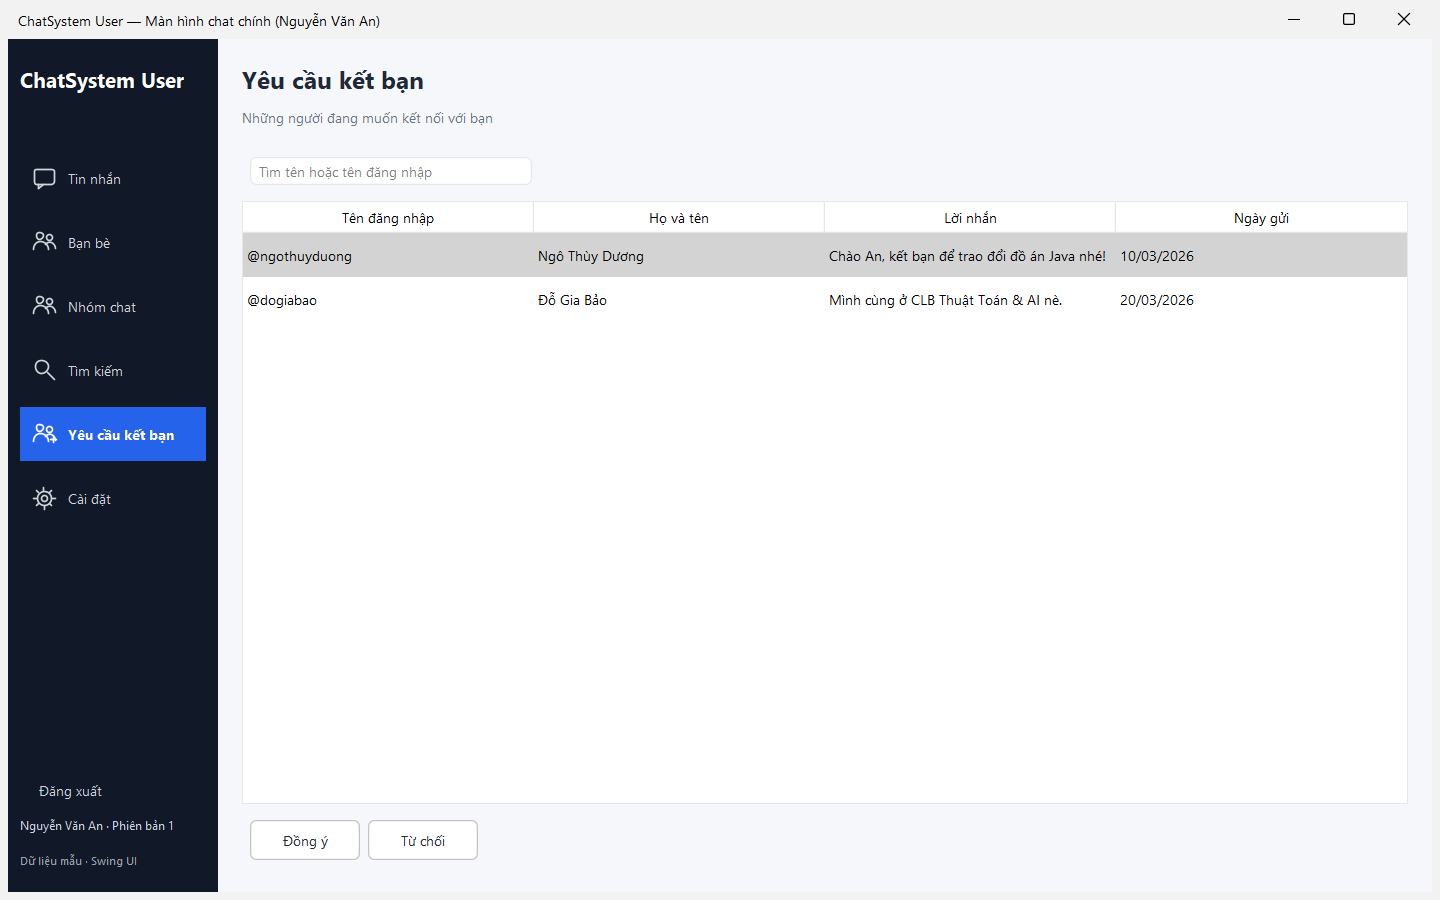 ChatSystem User — Màn hình chat chính (Nguyễn Văn An)
ChatSystem User
Tin nhắn
Bạn bè
Nhóm chat
Tìm kiếm
Yêu cầu kết bạn
Cài đặt
Đăng xuất
Nguyễn Văn An · Phiên bản 1
Dữ liệu mẫu · Swing UI
Yêu cầu kết bạn
Những người đang muốn kết nối với bạn
Tìm tên hoặc tên đăng nhập
Tên đăng nhập Họ và tên Lời nhắn Ngày gửi
@ngothuyduong Ngô Thùy Dương Chào An, kết bạn để trao đổi đồ án Java nhé! 10/03/2026
@dogiabao Đỗ Gia Bảo Mình cùng ở CLB Thuật Toán & AI nè. 20/03/2026
Đồng ý Từ chối